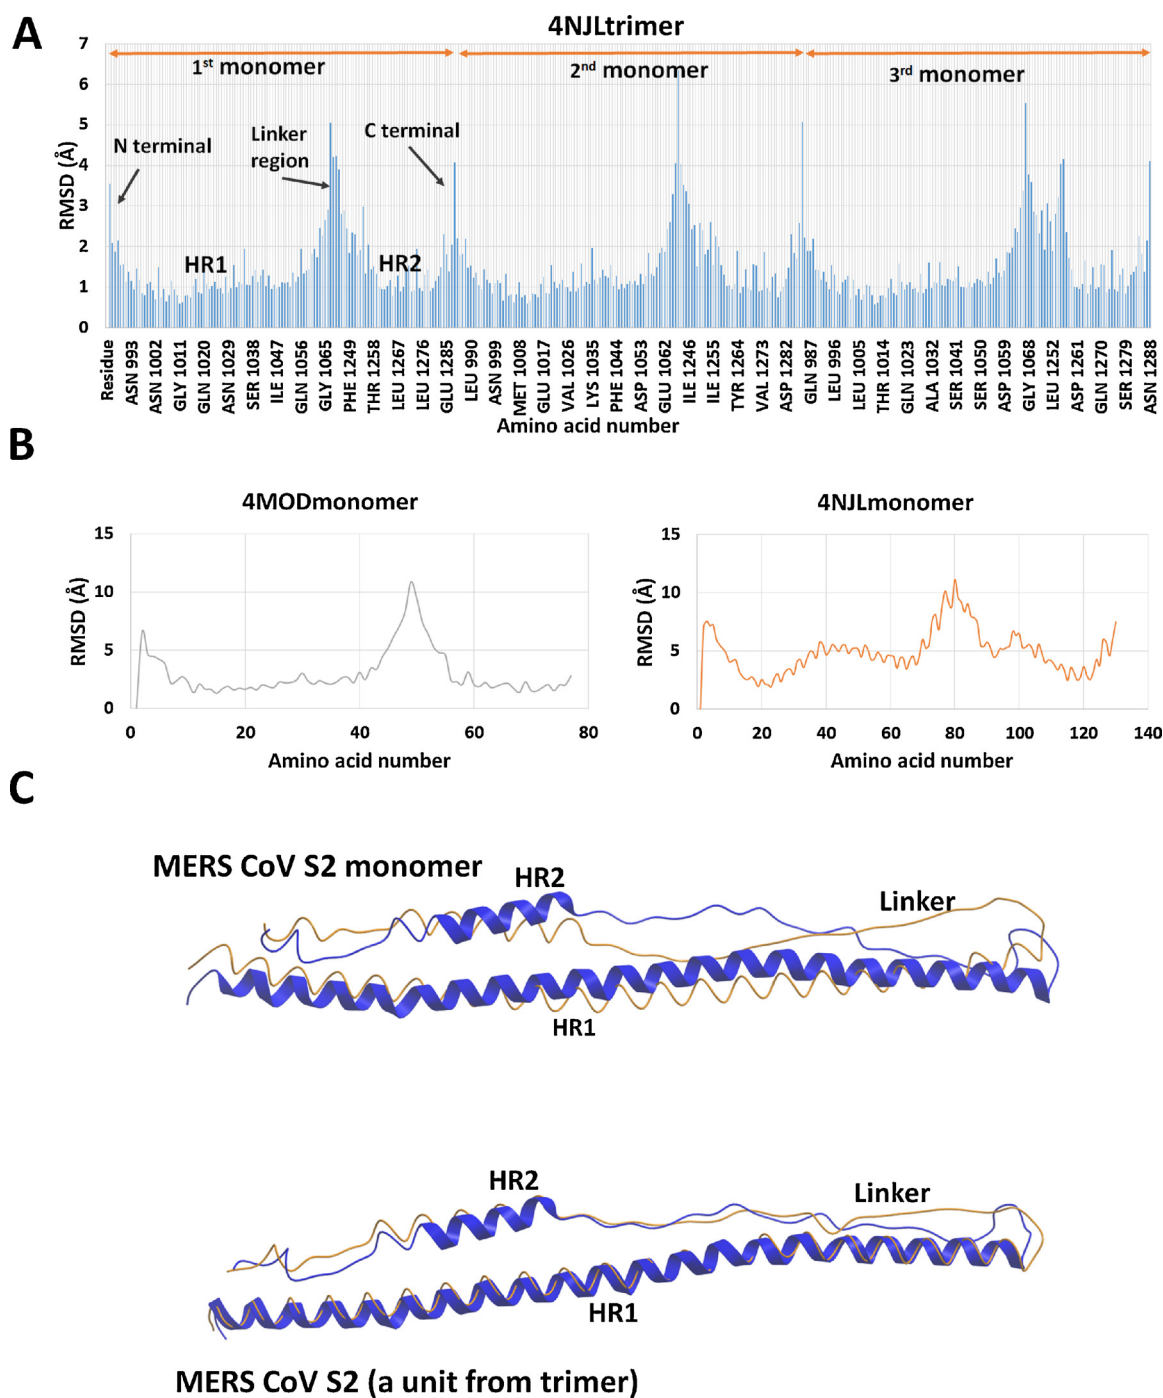 A
4NJLtrimer
7
6
5
4
3
2
1
0
RMSD (Å)
1st monomer
2nd monomer
3rd monomer
N terminal
Linker
region
C terminal
HR1
HR2
Residue
ASN 993
ASN 1002
GLY 1011
GLN 1020
ASN 1029
SER 1038
ILE 1047
GLN 1056
GLY 1065
PHE 1249
THR 1258
LEU 1267
LEU 1276
GLU 1285
LEU 990
ASN 999
MET 1008
GLU 1017
VAL 1026
LYS 1035
PHE 1044
ASP 1053
GLU 1062
ILE 1246
ILE 1255
TYR 1264
VAL 1273
ASP 1282
GLN 987
LEU 996
LEU 1005
THR 1014
GLN 1023
ALA 1032
SER 1041
SER 1050
ASP 1059
GLY 1068
LEU 1252
ASP 1261
GLN 1270
SER 1279
ASN 1288
Amino acid number
B
4MODmonomer
15
10
5
0
RMSD (Å)
0 20 40 60 80
Amino acid number
4NJLmonomer
15
10
5
0
RMSD (Å)
0 20 40 60 80 100 120 140
Amino acid number
C
MERS CoV S2 monomer
HR2
Linker
HR1
HR2
Linker
HR1
MERS CoV S2 (a unit from trimer)